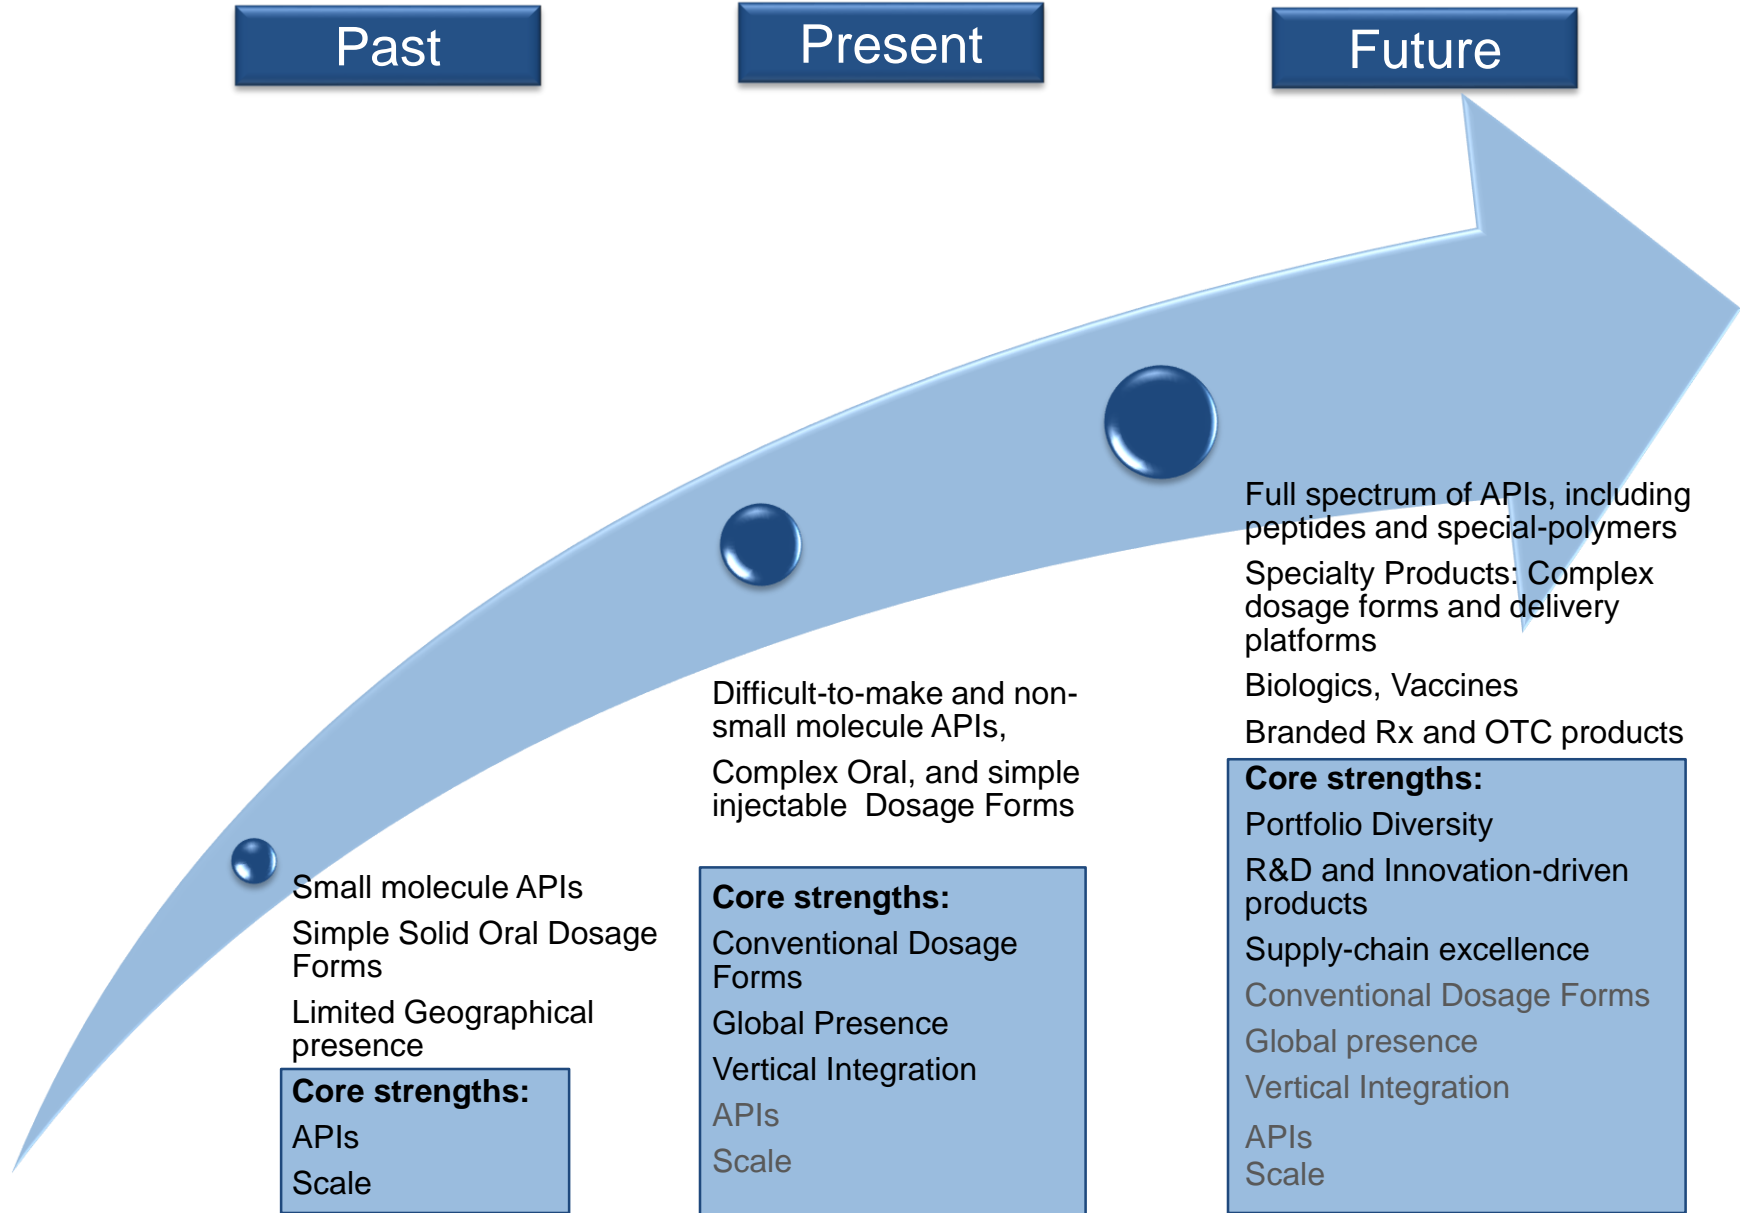 Past
Present
Future
Small molecule APIs
Simple Solid Oral Dosage
Forms
Limited Geographical
presence
Core strengths:
APIs
Scale
Difficult-to-make and non-
small molecule APIs,
Complex Oral, and simple
injectable  Dosage Forms
Core strengths:
Conventional Dosage
Forms
Global Presence
Vertical Integration
APIs
Scale
Full spectrum of APIs, including
peptides and special-polymers
Specialty Products: Complex
dosage forms and delivery
platforms
Biologics, Vaccines
Branded Rx and OTC products
Core strengths:
Portfolio Diversity
R&D and Innovation-driven
products
Supply-chain excellence
Conventional Dosage Forms
Global presence
Vertical Integration
APIs
Scale